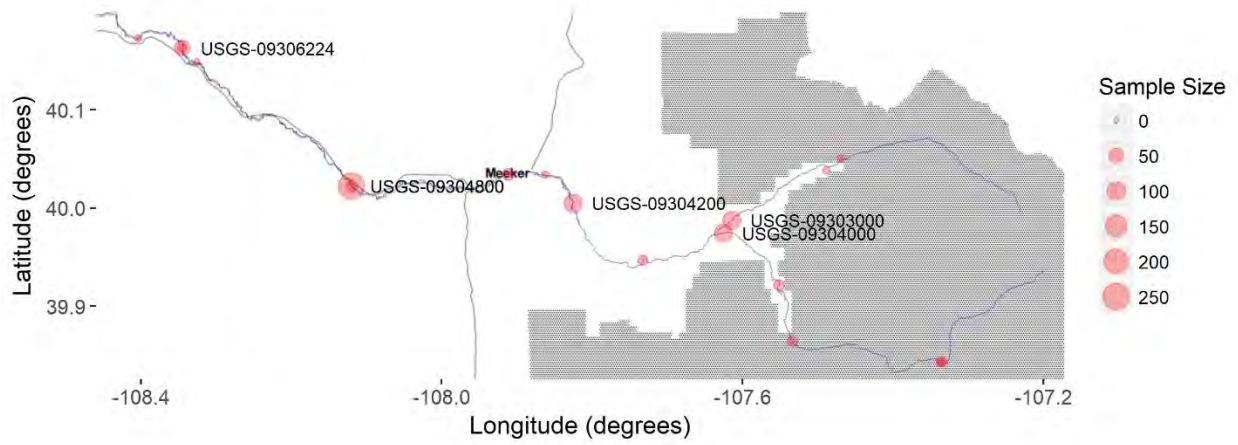 USGS-09306224
USGS-09304800
Meeker
USGS-09304200
USGS-09303000
USGS-09304000
Latitude (degrees)
40.1
40.0
39.9
-108.4
-108.0
-107.6
-107.2
Longitude (degrees)
Sample Size
0
50
100
150
200
250